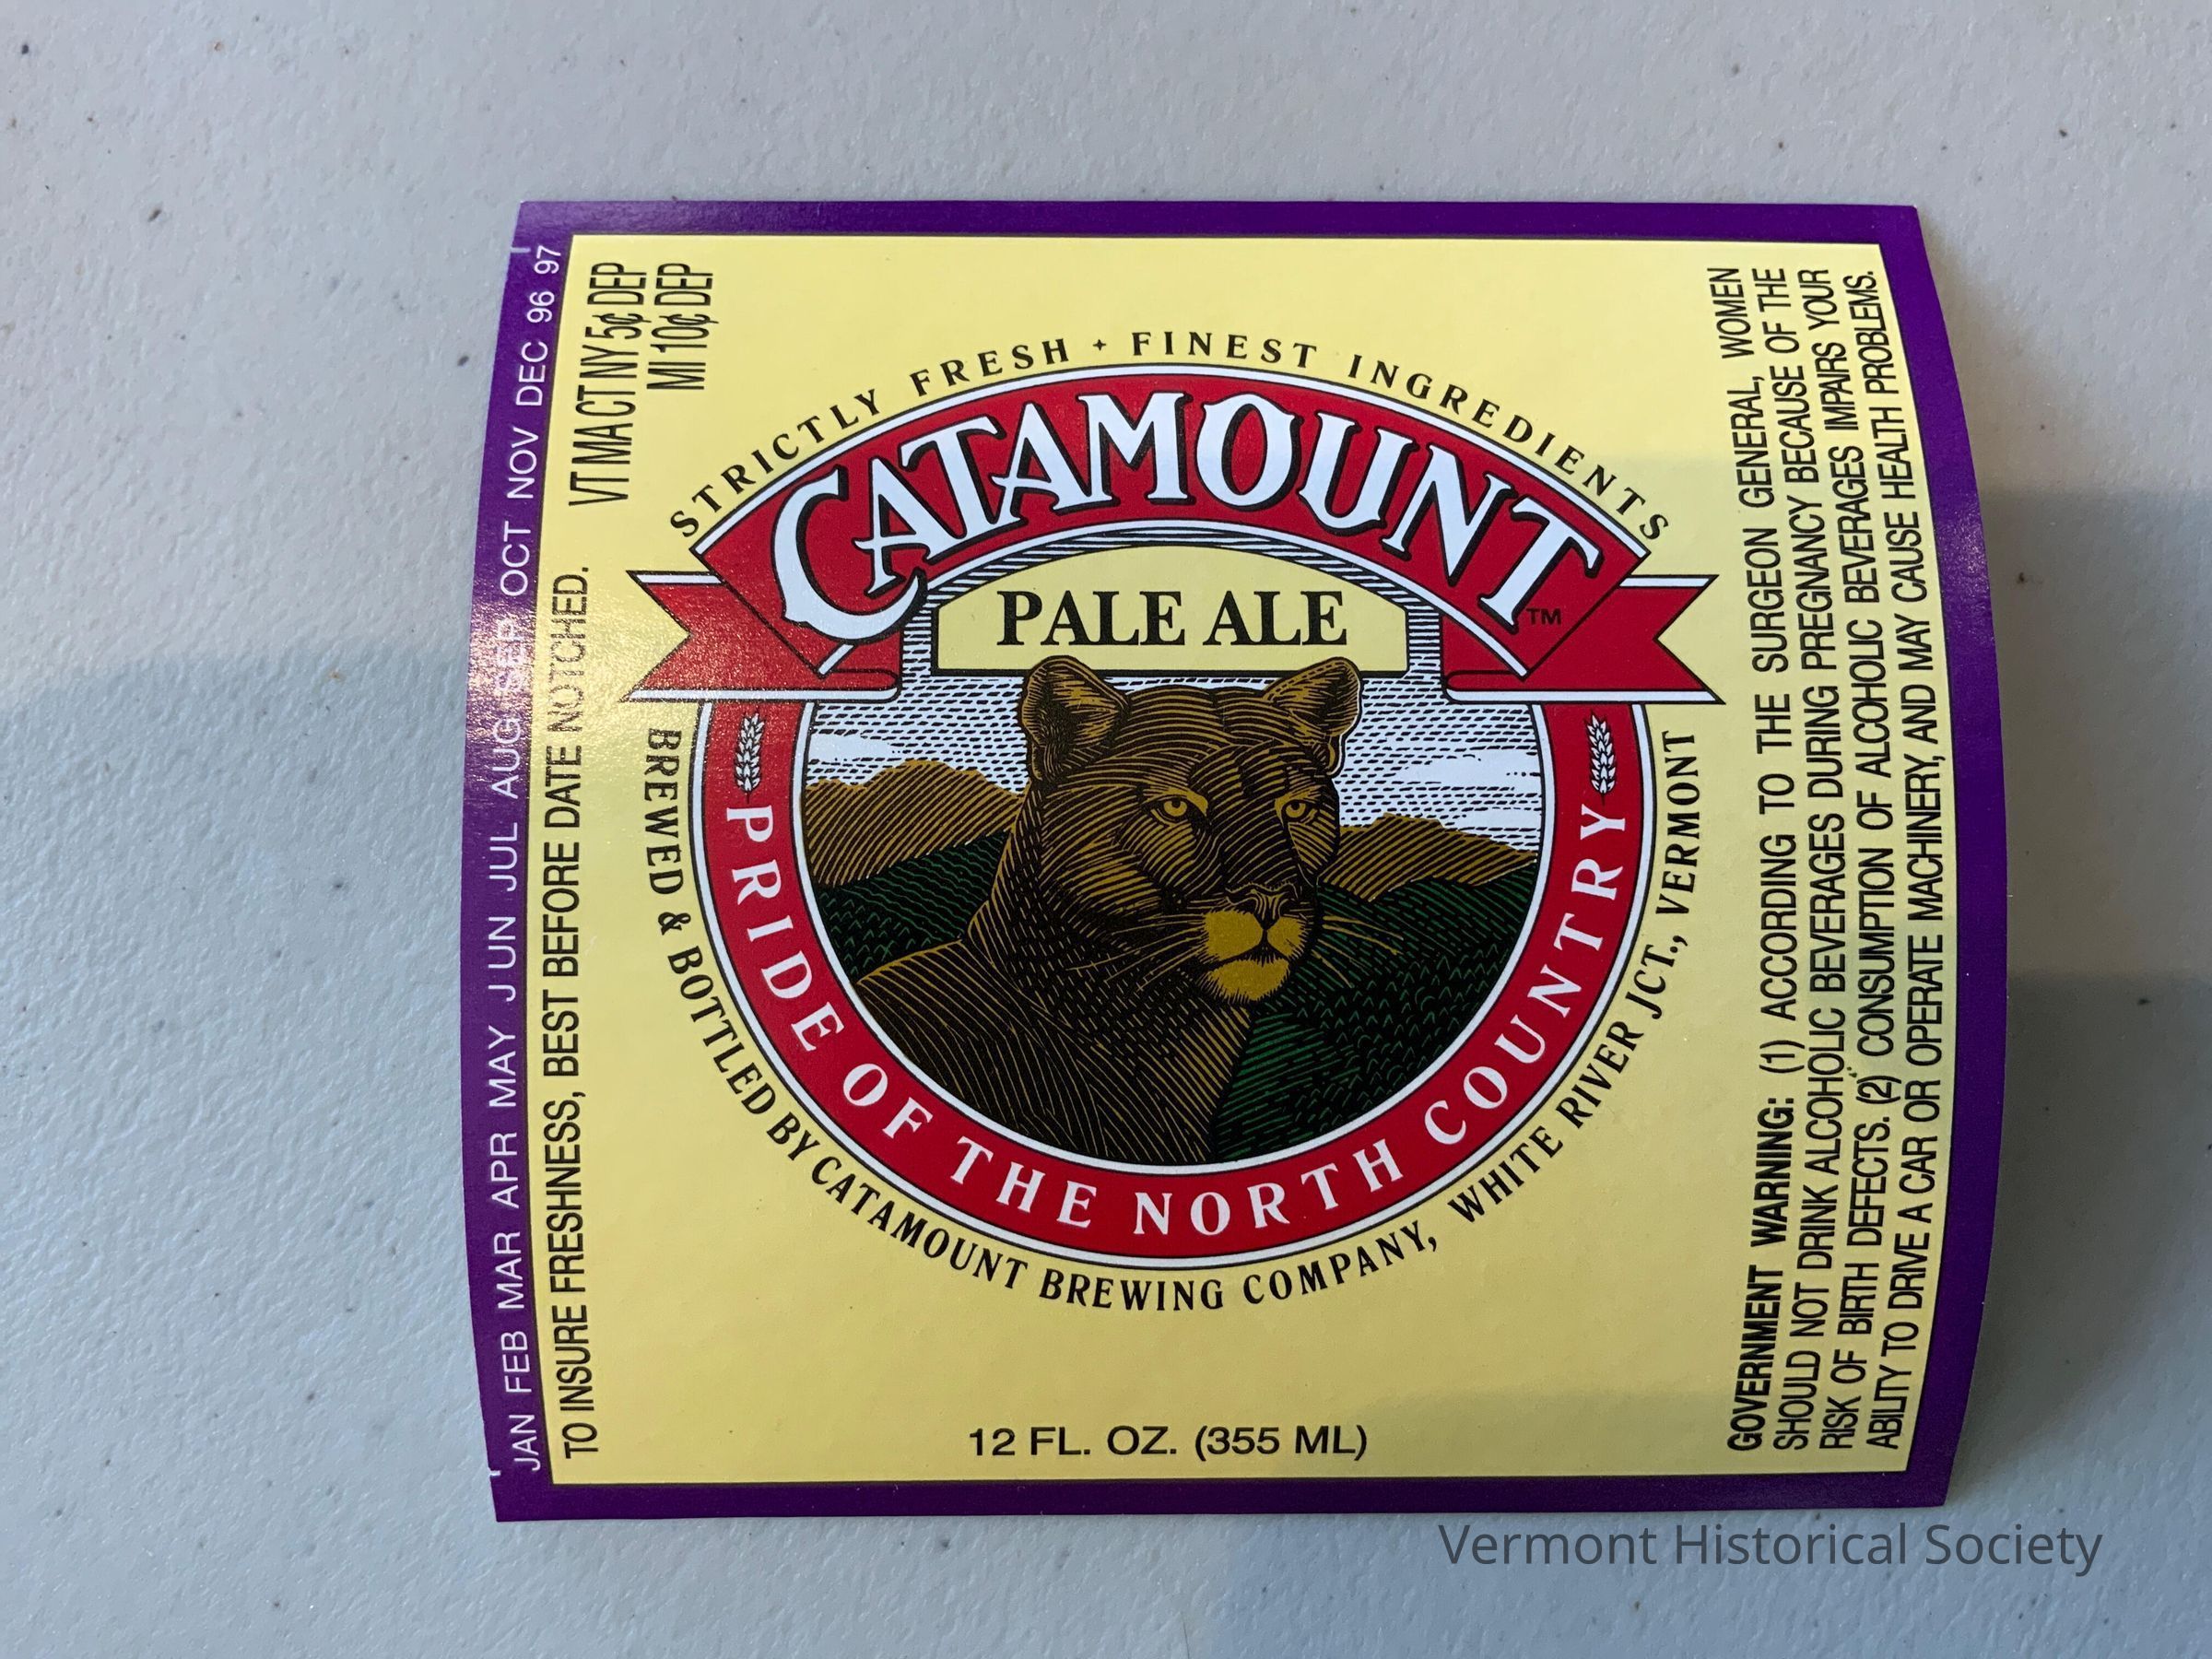 JAN FEB MAR APR MAY JUN JUL AUG SEP OCT NOV DEC 96 97
TO INSURE FRESHNESS, BEST BEFORE DATE NOTCHED.
VT MA CT NY 5¢ DEP
MI 10¢ DEP
STRICTLY FRESH + FINEST INGREDIENTS
CATAMOUNT™
PALE ALE
PRIDE OF THE NORTH COUNTRY
BREWED & BOTTLED BY CATAMOUNT BREWING COMPANY, WHITE RIVER JCT., VERMONT
12 FL. OZ. (355 ML)
GOVERNMENT WARNING: (1) ACCORDING TO THE SURGEON GENERAL, WOMEN
SHOULD NOT DRINK ALCOHOLIC BEVERAGES DURING PREGNANCY BECAUSE OF THE
RISK OF BIRTH DEFECTS. (2) CONSUMPTION OF ALCOHOLIC BEVERAGES IMPAIRS YOUR
ABILITY TO DRIVE A CAR OR OPERATE MACHINERY, AND MAY CAUSE HEALTH PROBLEMS.
Vermont Historical Society